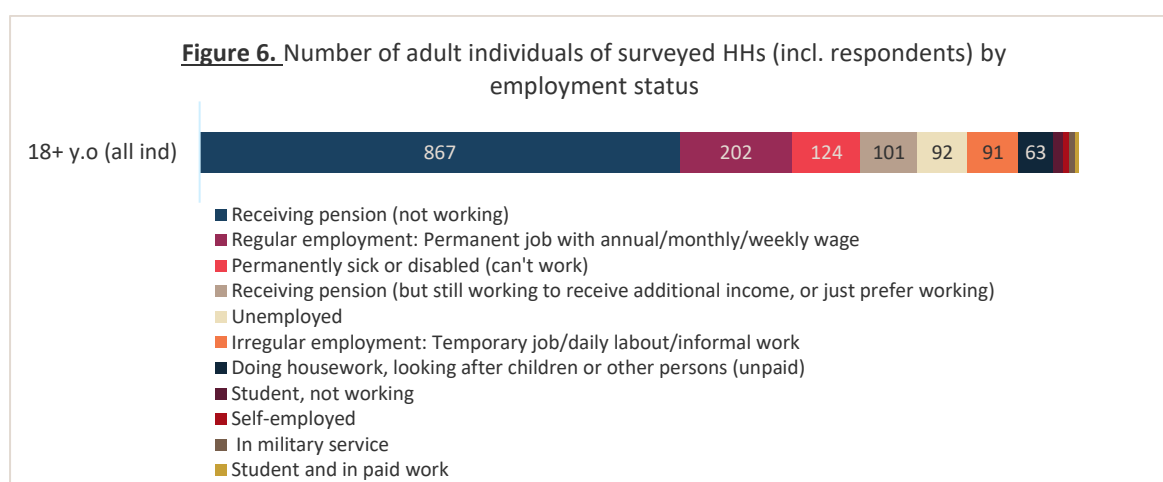 Figure 6. Number of adult individuals of surveyed HHs (incl. respondents) by
employment status
18+ y.o (all ind)
867 202 124 101 92 91 63
Receiving pension (not working)
Regular employment: Permanent job with annual/monthly/weekly wage
Permanently sick or disabled (can't work)
Receiving pension (but still working to receive additional income, or just prefer working)
Unemployed
Irregular employment: Temporary job/daily labout/informal work
Doing housework, looking after children or other persons (unpaid)
Student, not working
Self-employed
In military service
Student and in paid work